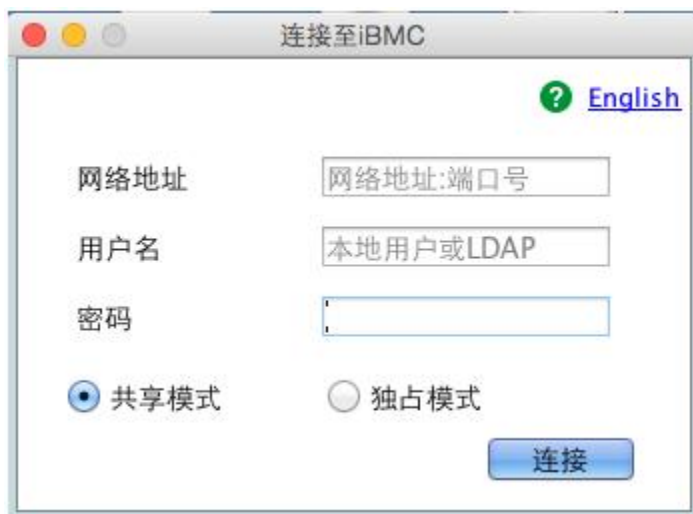 连接至iBMC
? English
网络地址 网络地址:端口号
用户名 本地用户或LDAP
密码
共享模式 独占模式
连接